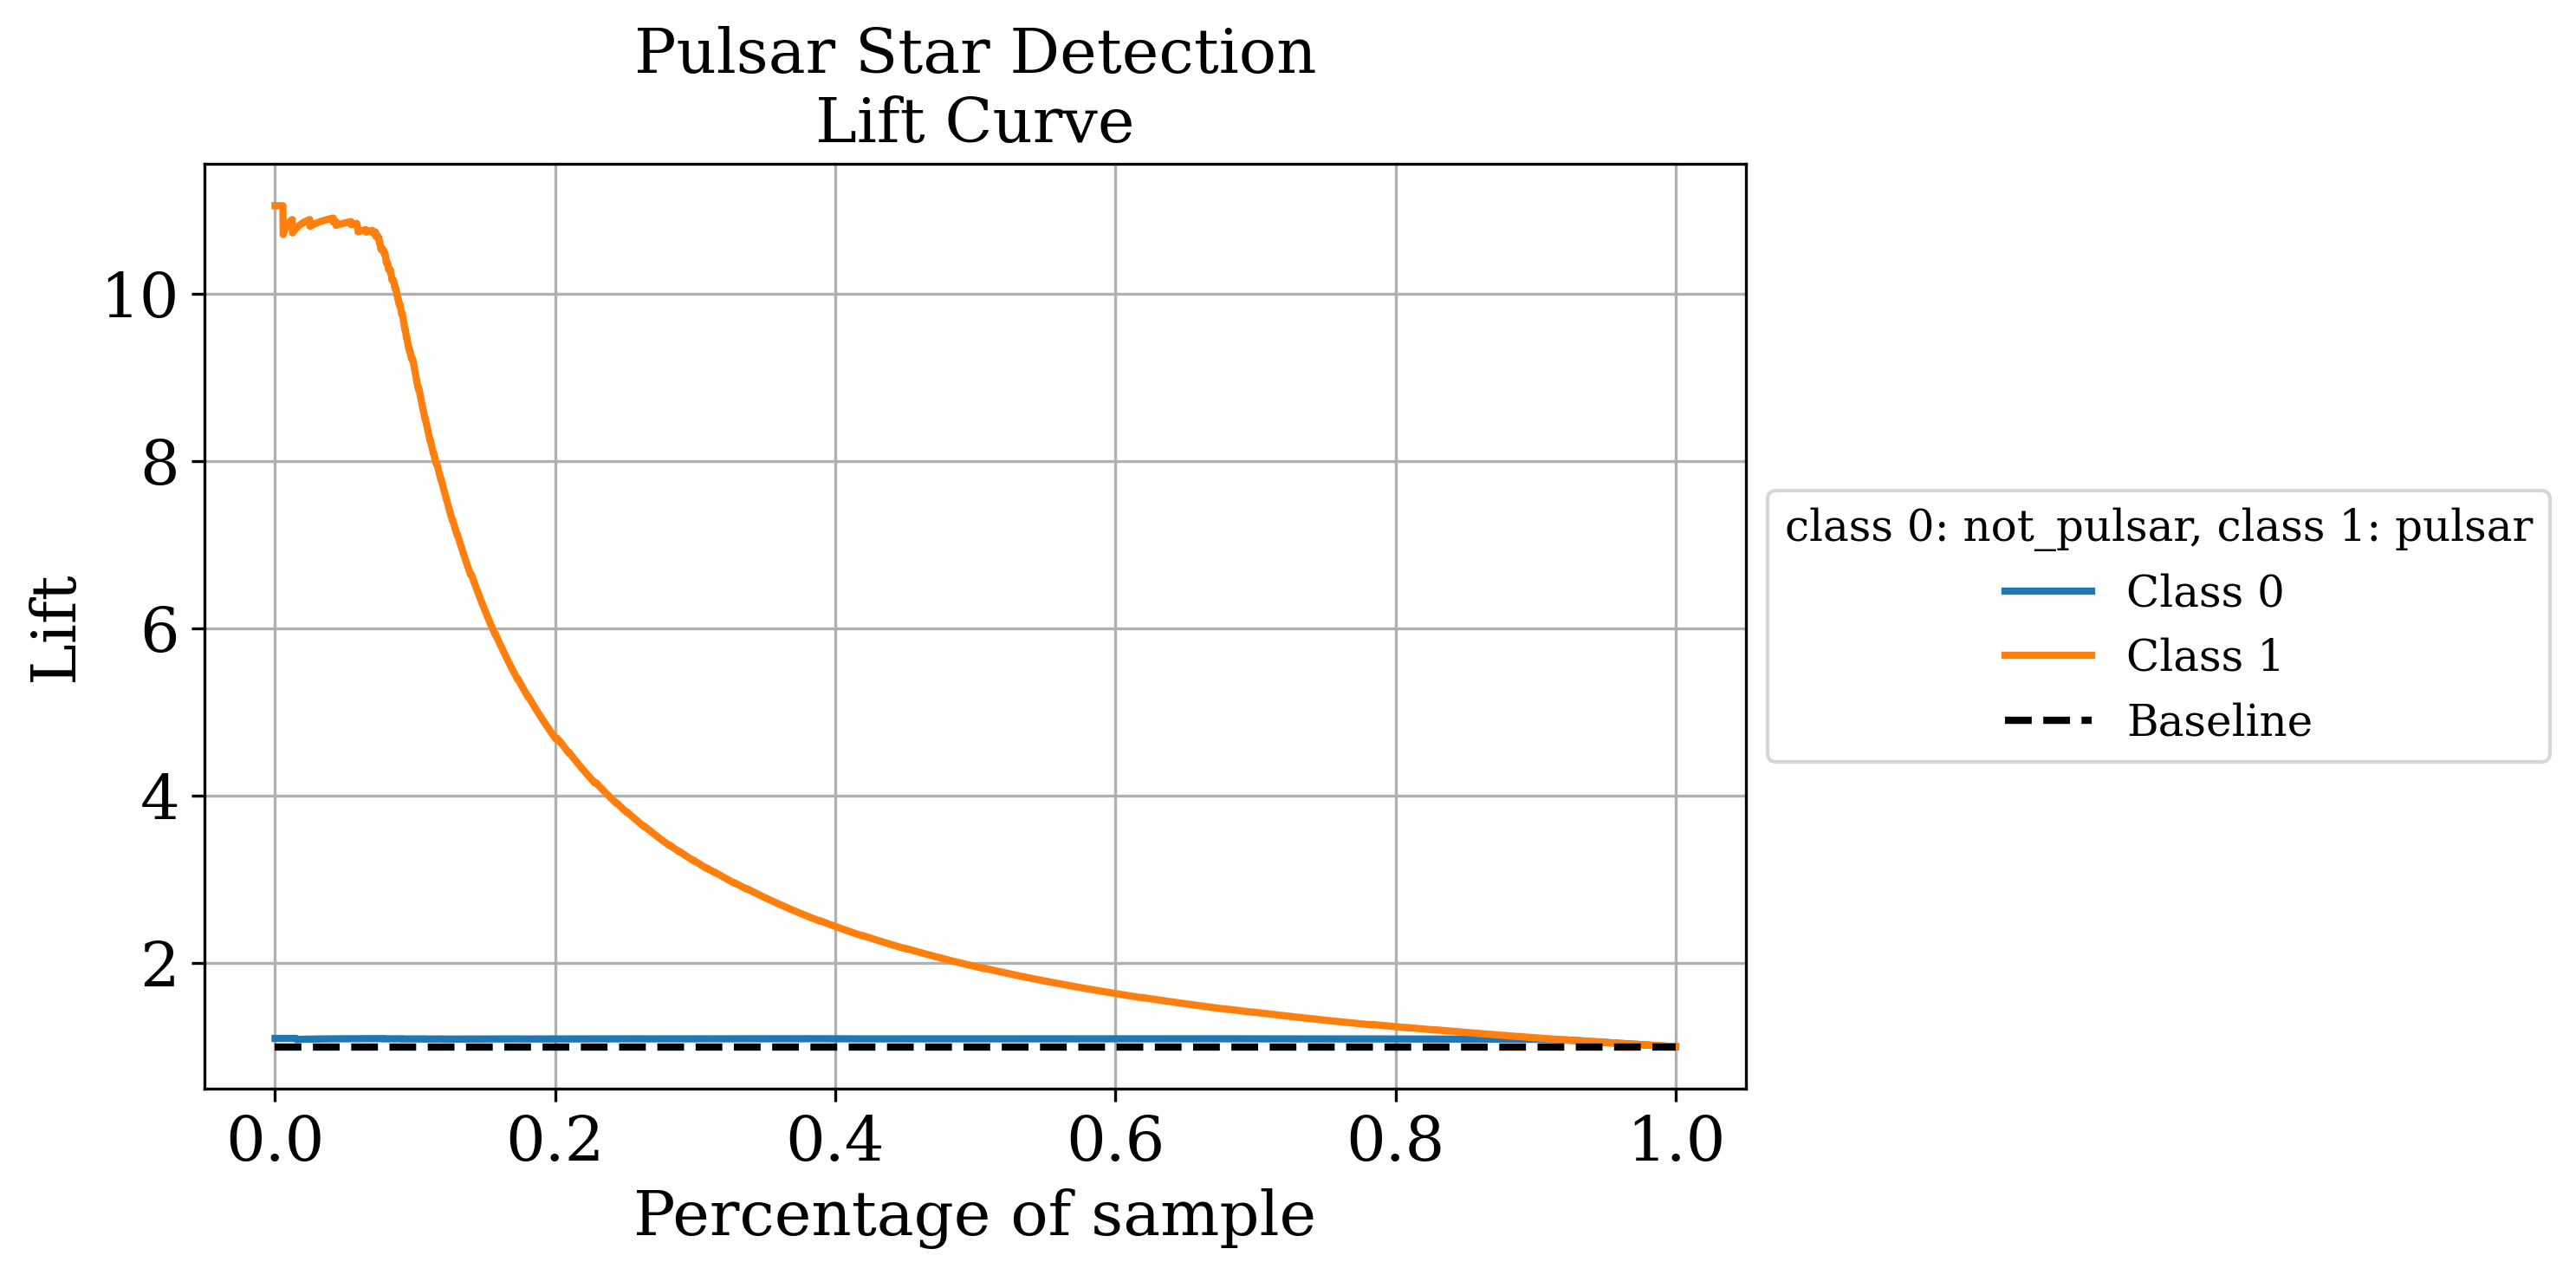 Pulsar Star Detection
Lift Curve
Lift
10
8
6
4
2
0.0 0.2 0.4 0.6 0.8 1.0
Percentage of sample
class 0: not_pulsar, class 1: pulsar
Class 0
Class 1
Baseline